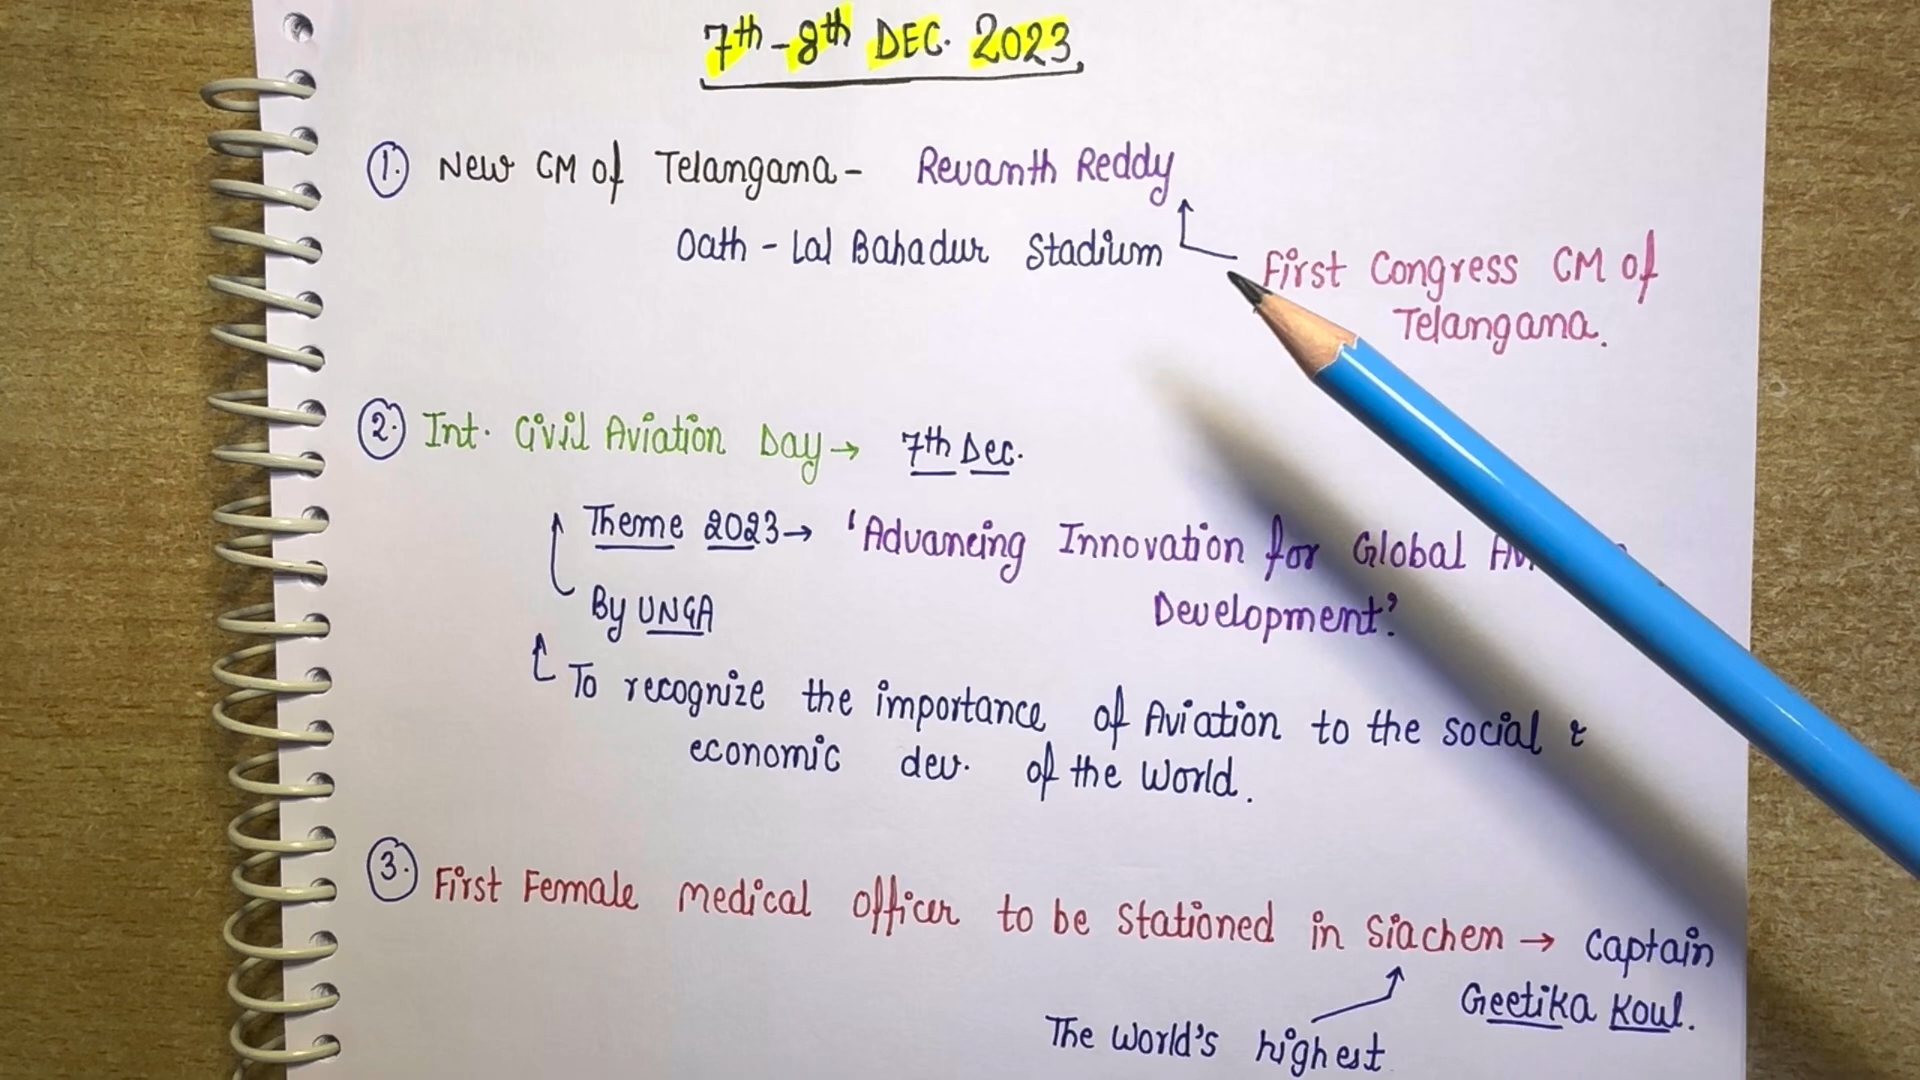 7th-8th DEC. 2023
1. New CM of Telangana - Revanth Reddy
Oath - Lal Bahadur Stadium
First Congress CM of
Telangana.
2. Int. Civil Aviation Day → 7th Dec.
Theme 2023 → 'Advancing Innovation for Global
Development'.
By UNGA
To recognize the importance of Aviation to the social &
economic dev. of the World.
3. First Female medical officer to be stationed in Siachen → Captain
Geetika Koul.
The World's highest